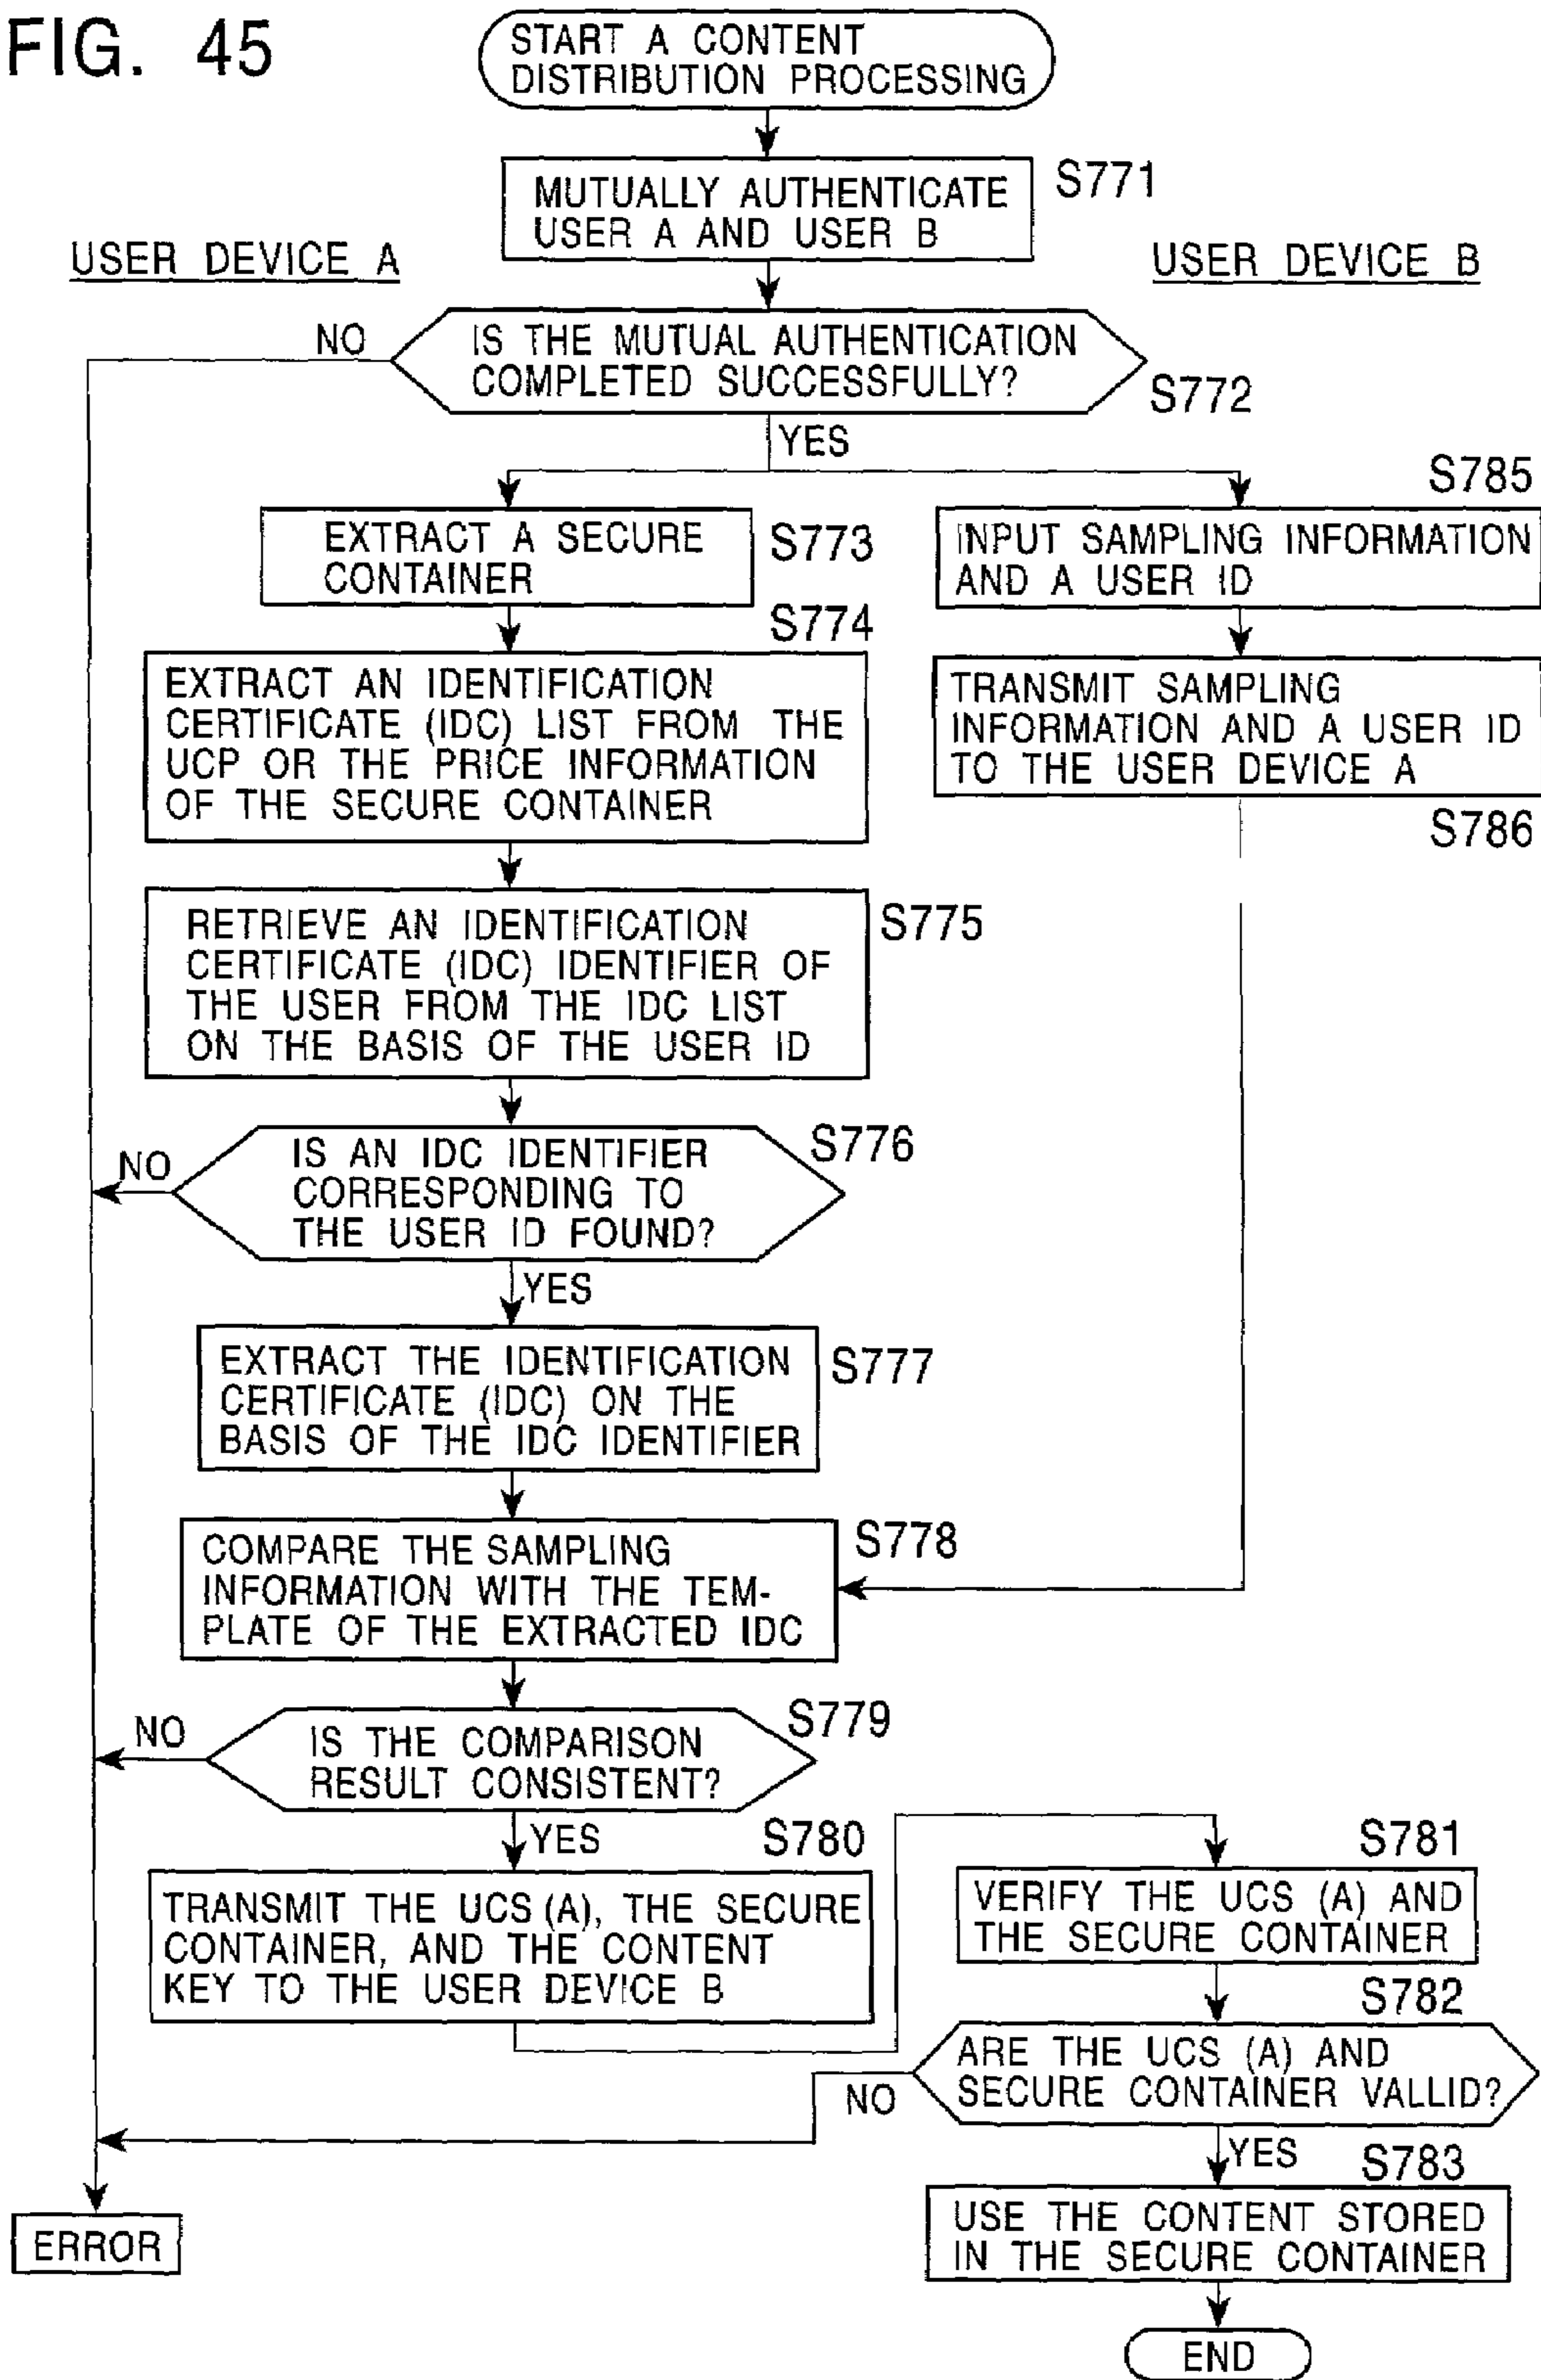 FIG. 45
START A CONTENT
DISTRIBUTION PROCESSING
MUTUALLY AUTHENTICATE
USER A AND USER B
S771
USER DEVICE A
USER DEVICE B
NO
IS THE MUTUAL AUTHENTICATION
COMPLETED SUCCESSFULLY?
S772
YES
EXTRACT A SECURE
CONTAINER
S773
S785
INPUT SAMPLING INFORMATION
AND A USER ID
S774
EXTRACT AN IDENTIFICATION
CERTIFICATE (IDC) LIST FROM THE
UCP OR THE PRICE INFORMATION
OF THE SECURE CONTAINER
TRANSMIT SAMPLING
INFORMATION AND A USER ID
TO THE USER DEVICE A
S786
RETRIEVE AN IDENTIFICATION
CERTIFICATE (IDC) IDENTIFIER OF
THE USER FROM THE IDC LIST
ON THE BASIS OF THE USER ID
S775
NO
IS AN IDC IDENTIFIER
CORRESPONDING TO
THE USER ID FOUND?
S776
YES
EXTRACT THE IDENTIFICATION
CERTIFICATE (IDC) ON THE
BASIS OF THE IDC IDENTIFIER
S777
COMPARE THE SAMPLING
INFORMATION WITH THE TEM-
PLATE OF THE EXTRACTED IDC
S778
NO
IS THE COMPARISON
RESULT CONSISTENT?
S779
YES
S780
TRANSMIT THE UCS (A), THE SECURE
CONTAINER, AND THE CONTENT
KEY TO THE USER DEVICE B
S781
VERIFY THE UCS (A) AND
THE SECURE CONTAINER
S782
ARE THE UCS (A) AND
SECURE CONTAINER VALLID?
NO
YES
S783
USE THE CONTENT STORED
IN THE SECURE CONTAINER
ERROR
END